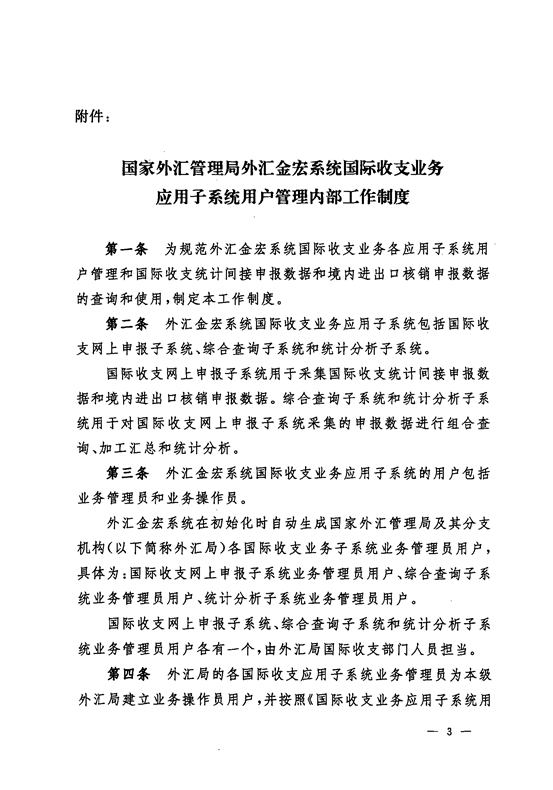 附件：
国家外汇管理局外汇金宏系统国际收支业务
应用子系统用户管理内部工作制度
第一条　为规范外汇金宏系统国际收支业务各应用子系统用
户管理和国际收支统计间接申报数据和境内进出口核销申报数据
的查询和使用，制定本工作制度。
第二条　外汇金宏系统国际收支业务应用子系统包括国际收
支网上申报子系统、综合查询子系统和统计分析子系统。
国际收支网上申报子系统用于采集国际收支统计间接申报数
据和境内进出口核销申报数据。综合查询子系统和统计分析子系
统用于对国际收支网上申报子系统采集的申报数据进行组合查
询、加工汇总和统计分析。
第三条　外汇金宏系统国际收支业务应用子系统的用户包括
业务管理员和业务操作员。
外汇金宏系统在初始化时自动生成国家外汇管理局及其分支
机构（以下简称外汇局）各国际收支业务子系统业务管理员用户，
具体为：国际收支网上申报子系统业务管理员用户、综合查询子系
统业务管理员用户、统计分析子系统业务管理员用户。
国际收支网上申报子系统、综合查询子系统和统计分析子系
统业务管理员用户各有一个，由外汇局国际收支部门人员担当。
第四条　外汇局的各国际收支应用子系统业务管理员为本级
外汇局建立业务操作员用户，并按照《国际收支业务应用子系统用
— 3 —